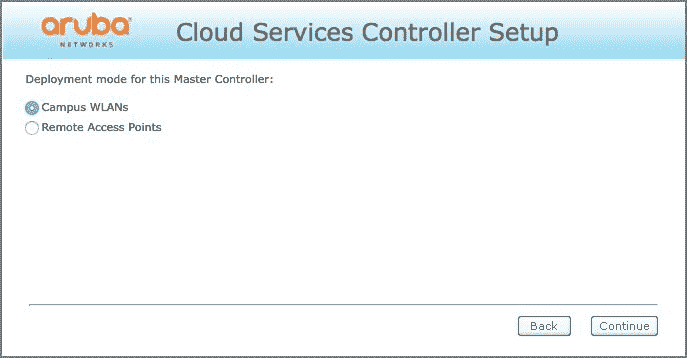 aruba
NETWORKS
Cloud Services Controller Setup
Deployment mode for this Master Controller:
Campus WLANs
Remote Access Points
Back
Continue